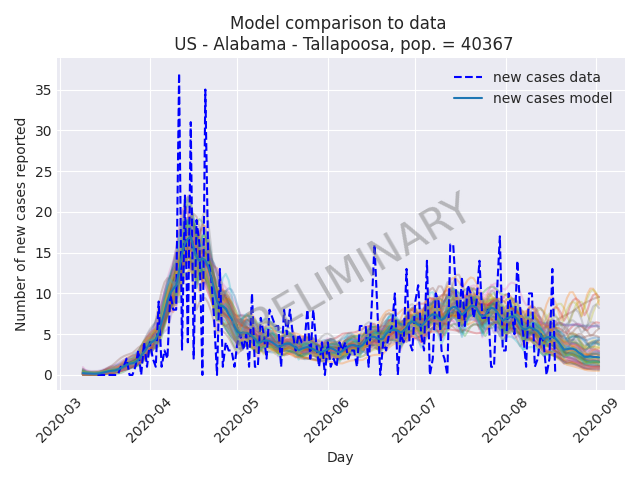 Model comparison to data
US - Alabama - Tallapoosa, pop. = 40367
new cases data
new cases model
PRELIMINARY
Number of new cases reported
35
30
25
20
15
10
5
0
2020-03
2020-04
2020-05
2020-06
2020-07
2020-08
2020-09
Day